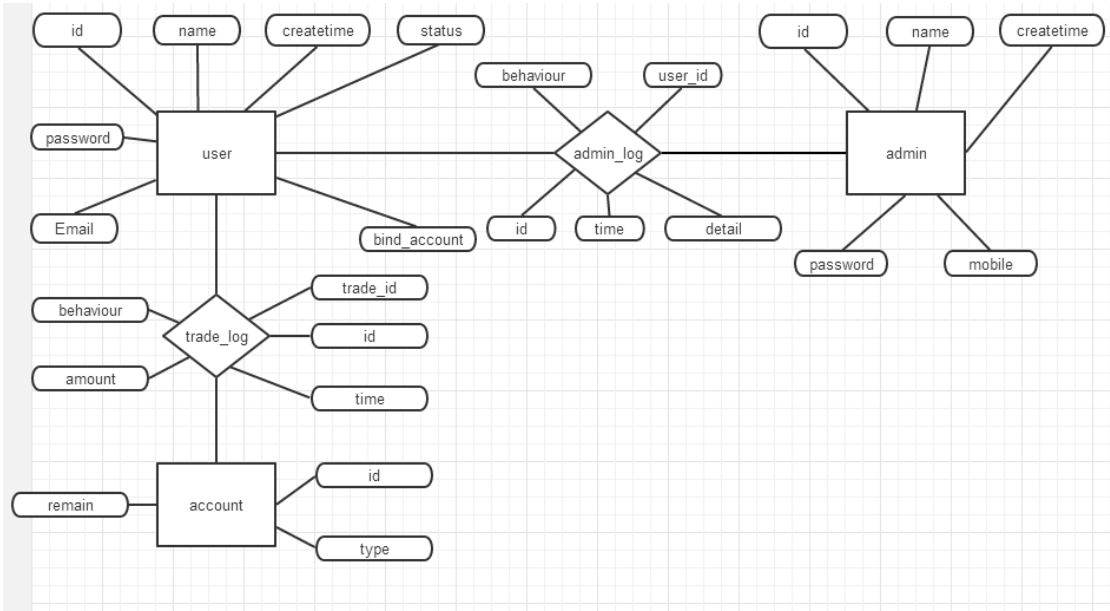 id
name
createtime
status
id
name
createtime
behaviour
user_id
password
user
admin_log
admin
Email
bind_account
id
time
detail
password
mobile
behaviour
trade_id
trade_log
id
amount
time
id
remain
account
type